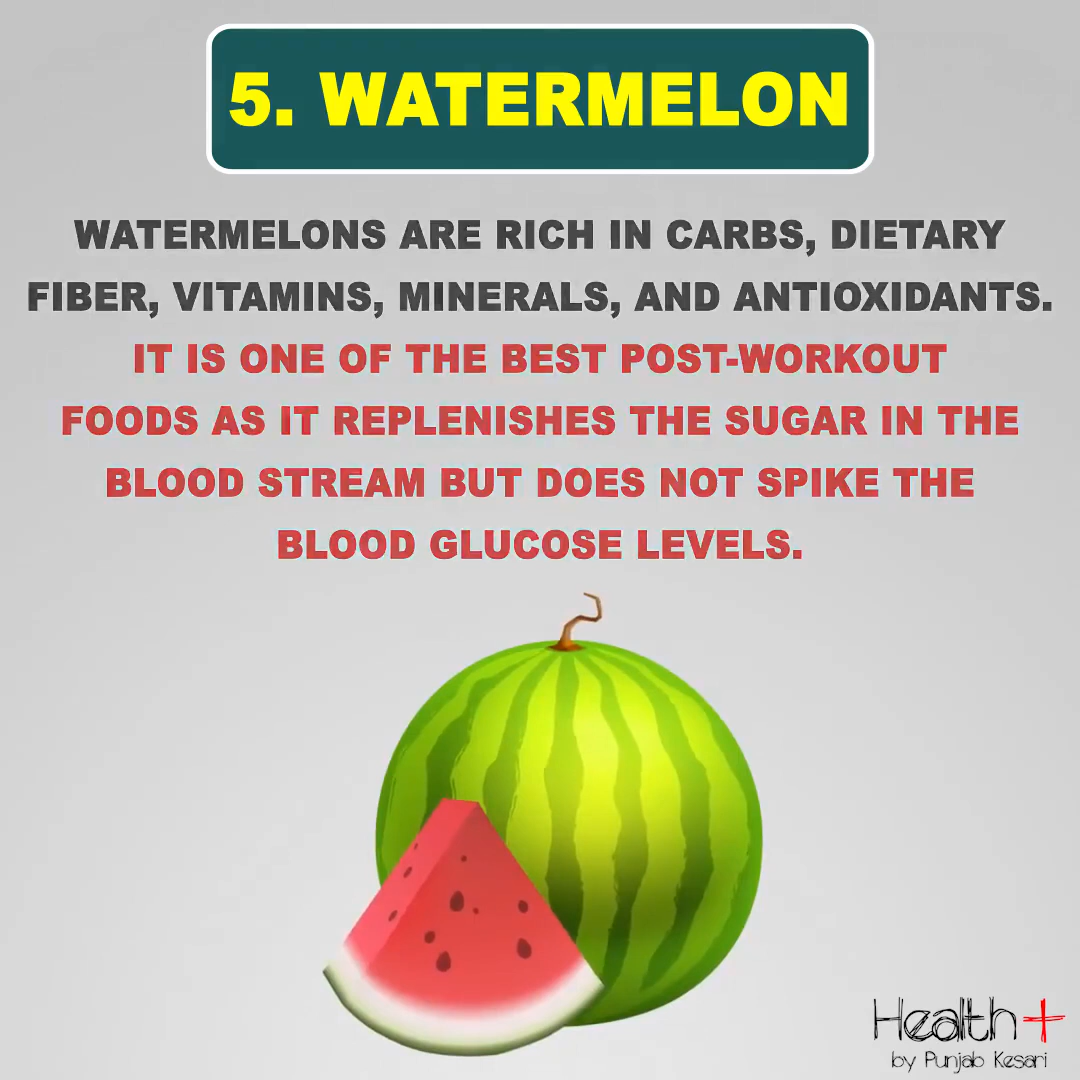 5. WATERMELON
WATERMELONS ARE RICH IN CARBS, DIETARY
FIBER, VITAMINS, MINERALS, AND ANTIOXIDANTS.
IT IS ONE OF THE BEST POST-WORKOUT
FOODS AS IT REPLENISHES THE SUGAR IN THE
BLOOD STREAM BUT DOES NOT SPIKE THE
BLOOD GLUCOSE LEVELS.
Health+
by Punjab Kesari